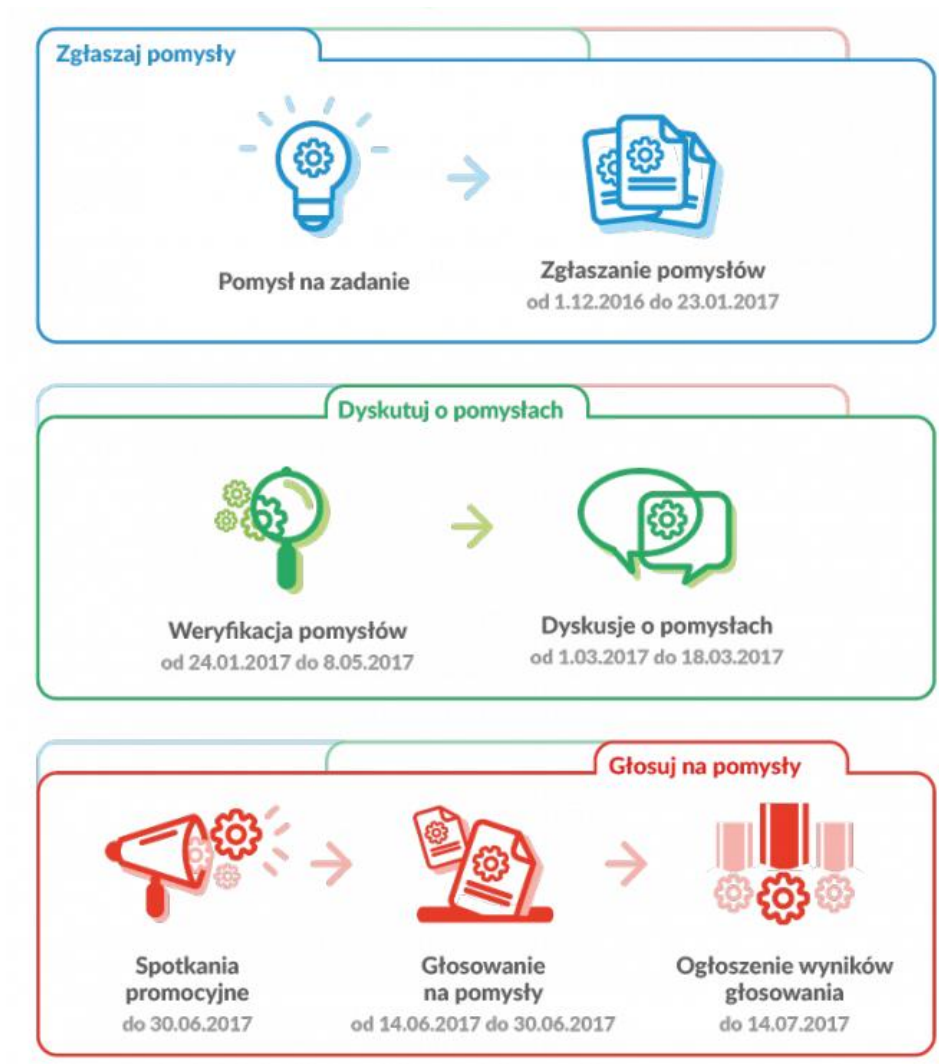 Zgłaszaj pomysły
Pomysł na zadanie
Zgłaszanie pomysłów
od 1.12.2016 do 23.01.2017
Dyskutuj o pomysłach
Weryfikacja pomysłów
od 24.01.2017 do 8.05.2017
Dyskusje o pomysłach
od 1.03.2017 do 18.03.2017
Głosuj na pomysły
Spotkania
promocyjne
do 30.06.2017
Głosowanie
na pomysły
od 14.06.2017 do 30.06.2017
Ogłoszenie wyników
głosowania
do 14.07.2017